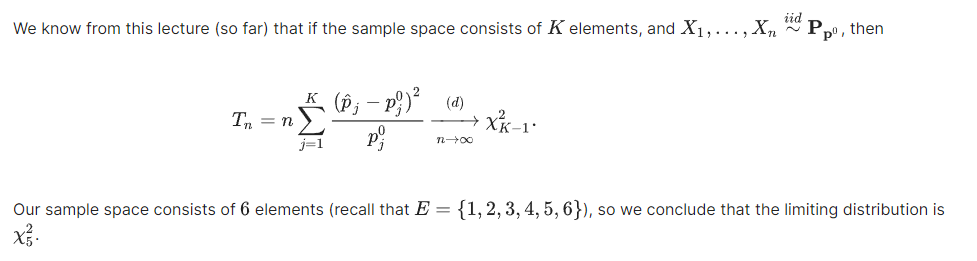 We know from this lecture (so far) that if the sample space consists of K elements, and X₁, . . . , Xₙ ~ⁱⁱᵈ P_{p⁰}, then
Tₙ = n ∑_{j=1}^{K} (p̂ⱼ − pⱼ⁰)² / pⱼ⁰ →^{(d)}_{n→∞} χ²_{K−1}.
Our sample space consists of 6 elements (recall that E = {1, 2, 3, 4, 5, 6}), so we conclude that the limiting distribution is
χ²₅.